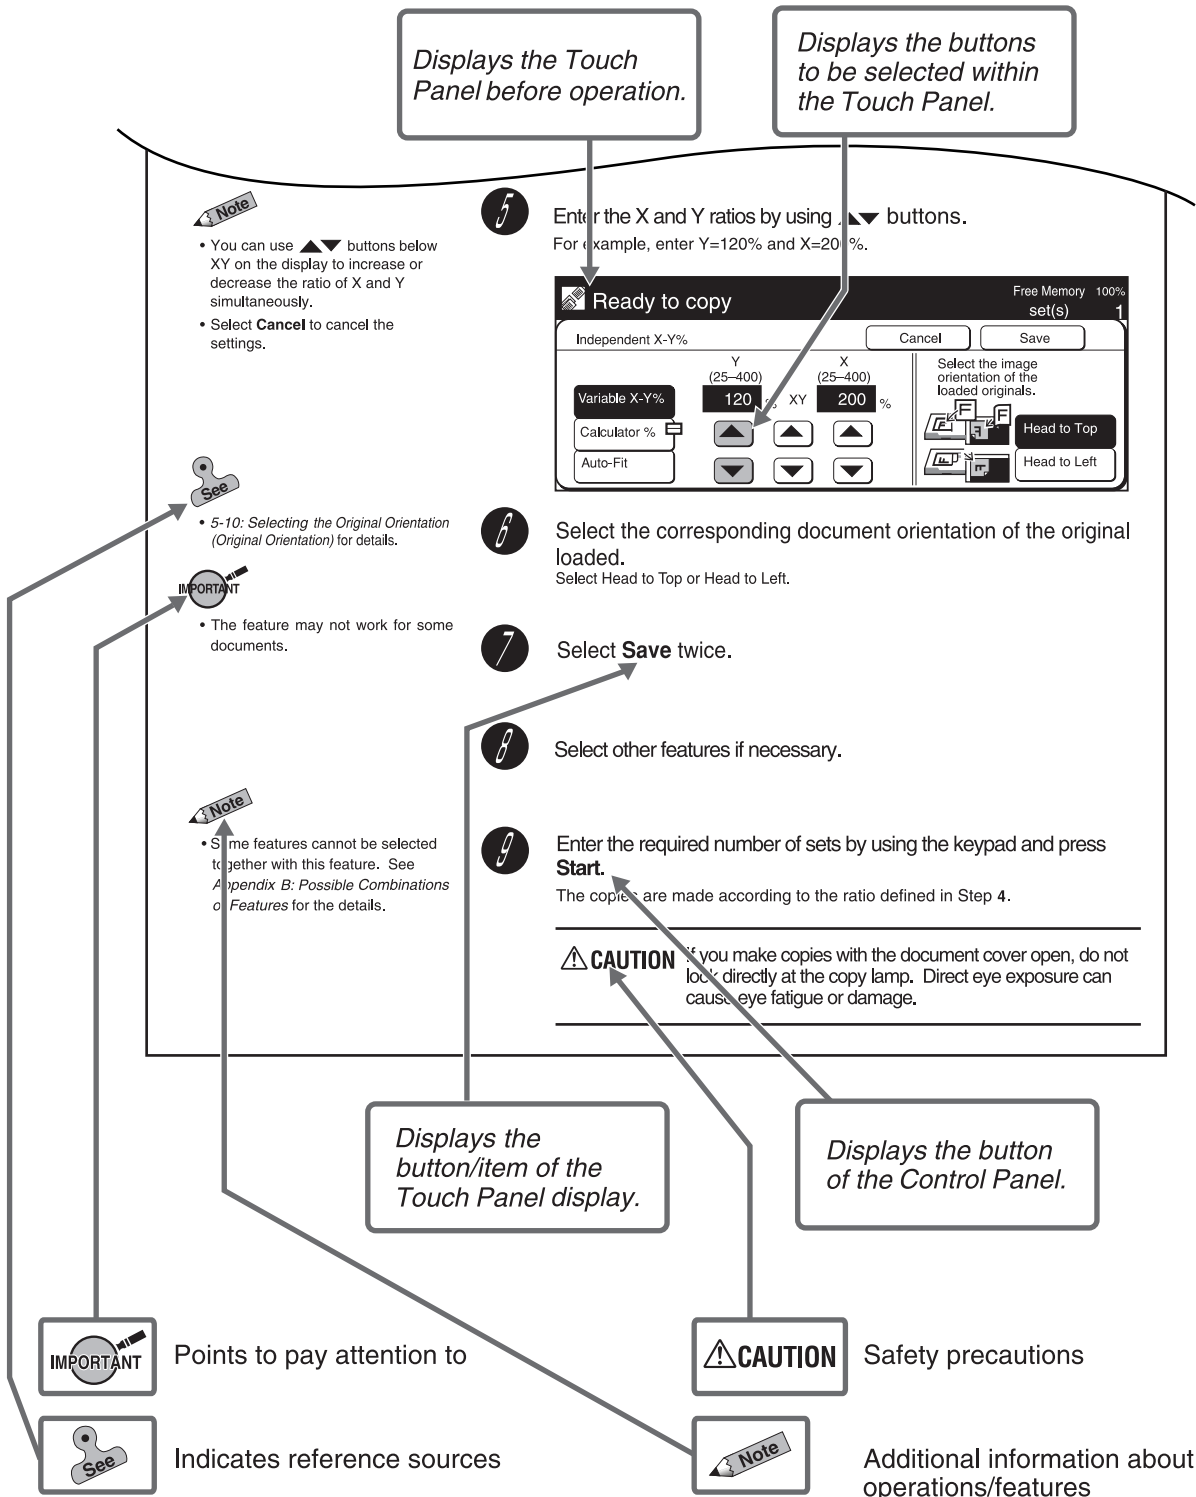 Displays the Touch
Panel before operation.
Displays the buttons
to be selected within
the Touch Panel.
Note
• You can use ▲▼ buttons below
XY on the display to increase or
decrease the ratio of X and Y
simultaneously.
• Select Cancel to cancel the
settings.
5
Enter the X and Y ratios by using ▲▼ buttons.
For example, enter Y=120% and X=200%.
Ready to copy
Free Memory 100%
set(s) 1
Independent X-Y%
Cancel
Save
Y
(25–400)
X
(25–400)
Variable X-Y%
120 % XY 200 %
Calculator %
Auto-Fit
Select the image
orientation of the
loaded originals.
F F
F F
Head to Top
F F
Head to Left
See
• 5-10: Selecting the Original Orientation
(Original Orientation) for details.
6
Select the corresponding document orientation of the original
loaded.
Select Head to Top or Head to Left.
IMPORTANT
• The feature may not work for some
documents.
7
Select Save twice.
8
Select other features if necessary.
Note
• Some features cannot be selected
together with this feature. See
Appendix B: Possible Combinations
of Features for the details.
9
Enter the required number of sets by using the keypad and press
Start.
The copies are made according to the ratio defined in Step 4.
⚠ CAUTION
If you make copies with the document cover open, do not
look directly at the copy lamp. Direct eye exposure can
cause eye fatigue or damage.
Displays the
button/item of the
Touch Panel display.
Displays the button
of the Control Panel.
IMPORTANT
Points to pay attention to
⚠CAUTION
Safety precautions
See
Indicates reference sources
Note
Additional information about
operations/features